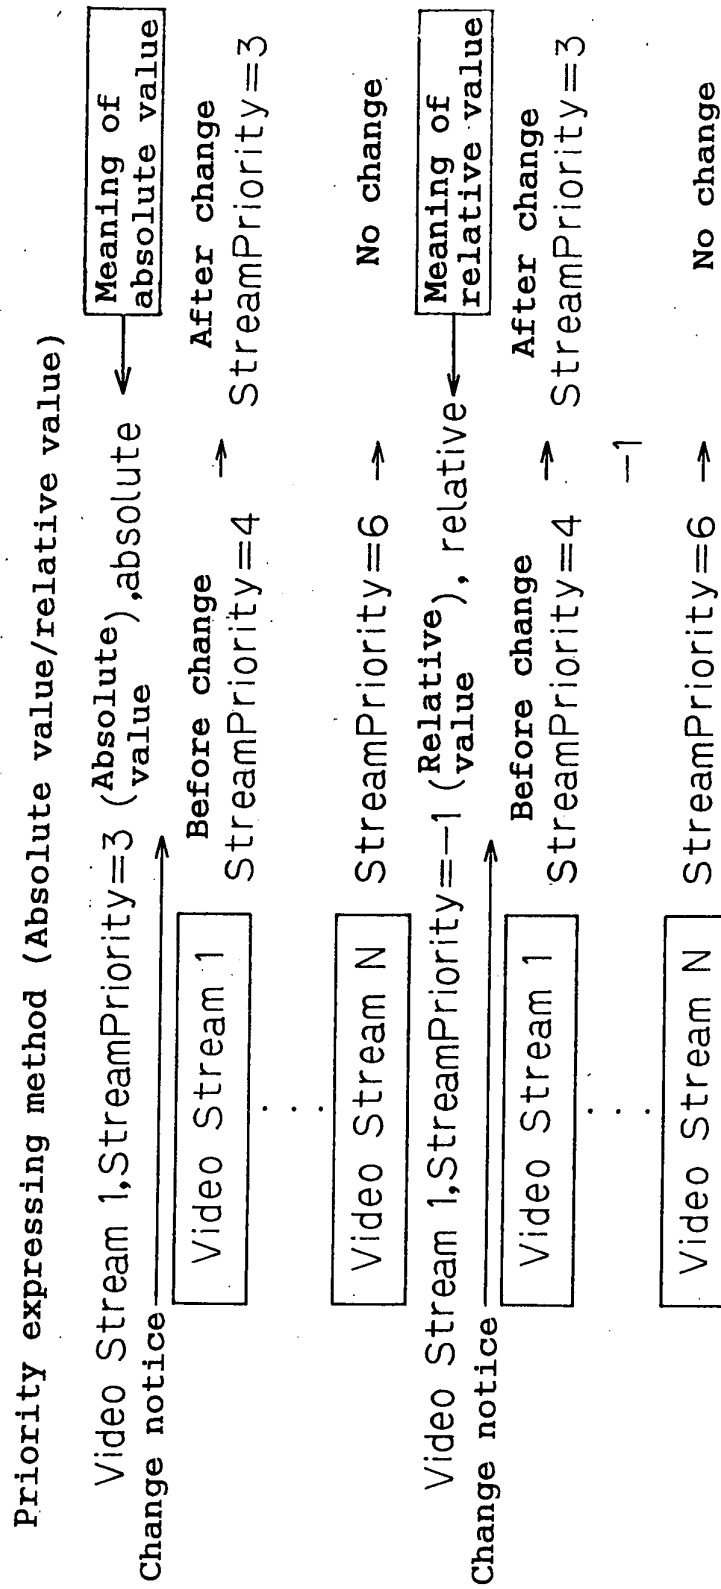 Priority expressing method (Absolute value/relative value)
Video Stream 1,StreamPriority=3 (Absolute value),absolute
Meaning of
absolute value
Change notice
Before change
After change
Video Stream 1
StreamPriority=4 → StreamPriority=3
. . .
Video Stream N
StreamPriority=6 → No change
Video Stream 1,StreamPriority=-1 (Relative value), relative
Meaning of
relative value
Change notice
Before change
After change
Video Stream 1
StreamPriority=4 → StreamPriority=3
-1
. . .
Video Stream N
StreamPriority=6 → No change